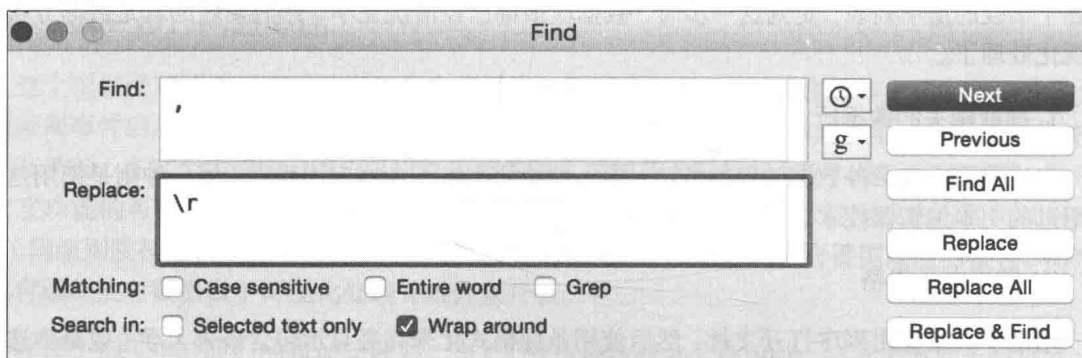 Find
Find:
,
g
Next
Previous
Find All
Replace:
\r
Replace
Replace All
Replace & Find
Matching: Case sensitive Entire word Grep
Search in: Selected text only Wrap around